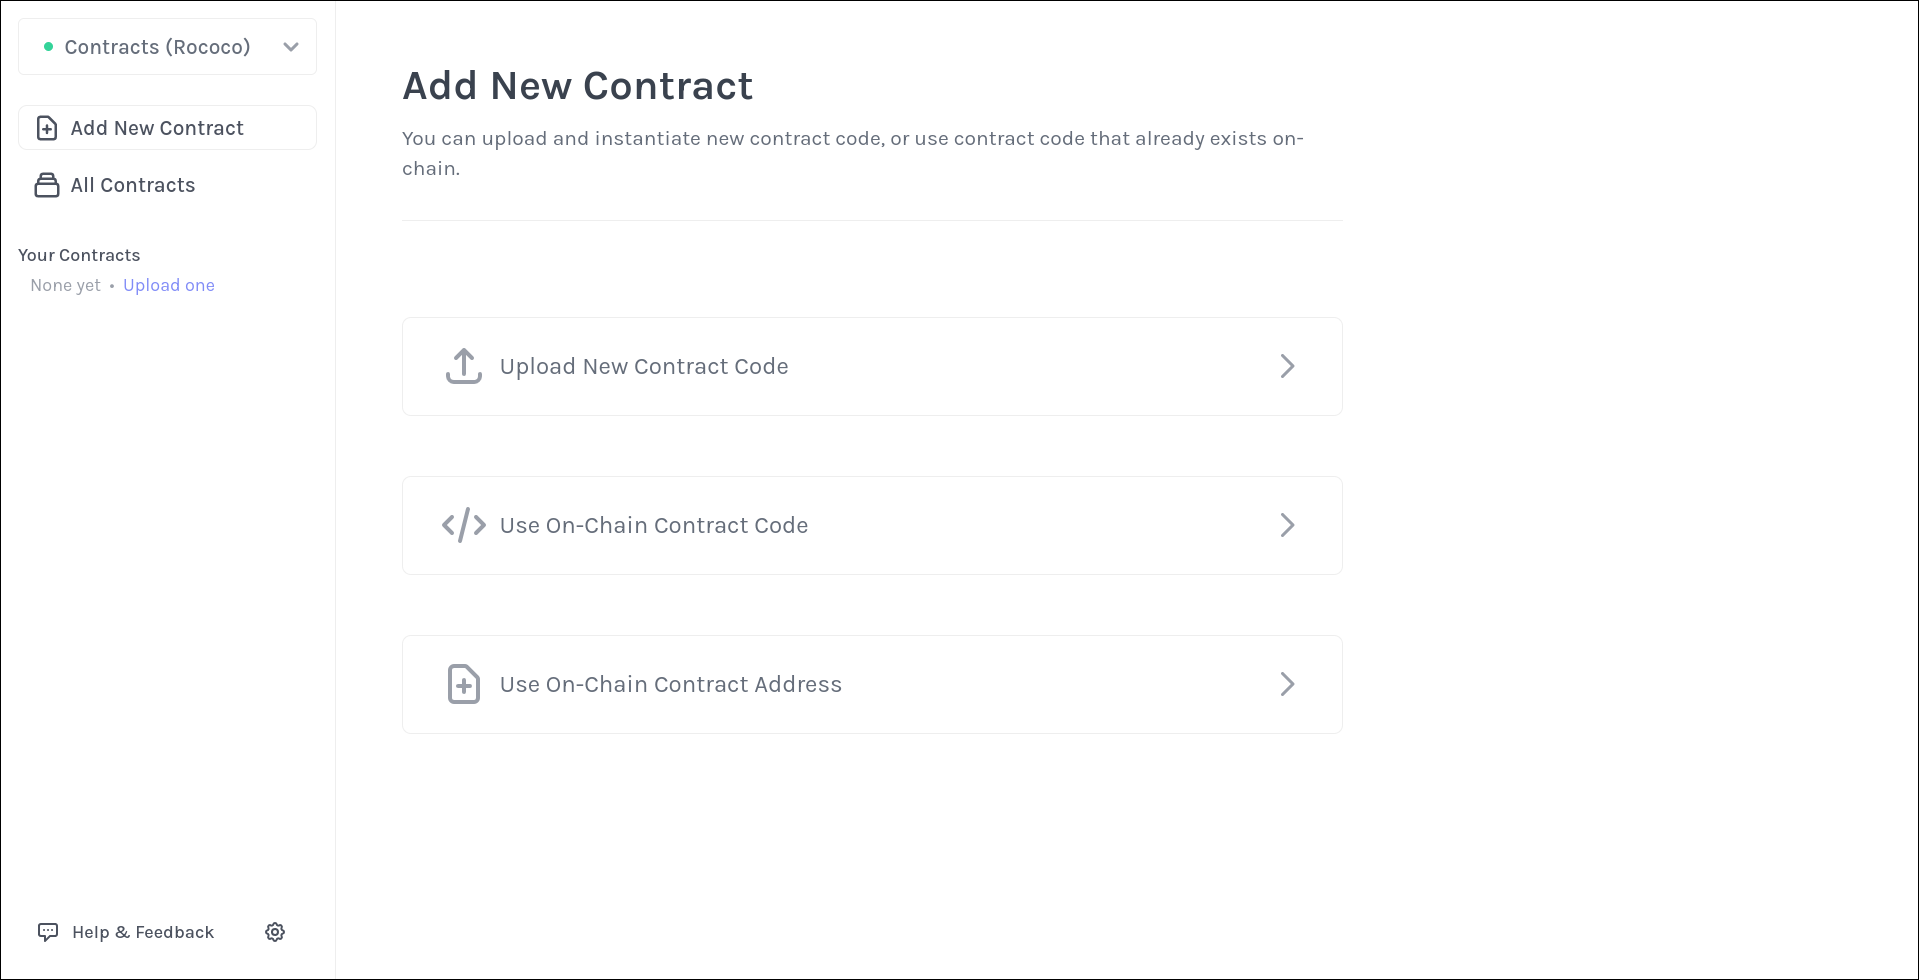 Contracts (Rococo)
Add New Contract
All Contracts
Your Contracts
None yet • Upload one
Help & Feedback
Add New Contract
You can upload and instantiate new contract code, or use contract code that already exists on-
chain.
Upload New Contract Code
Use On-Chain Contract Code
Use On-Chain Contract Address